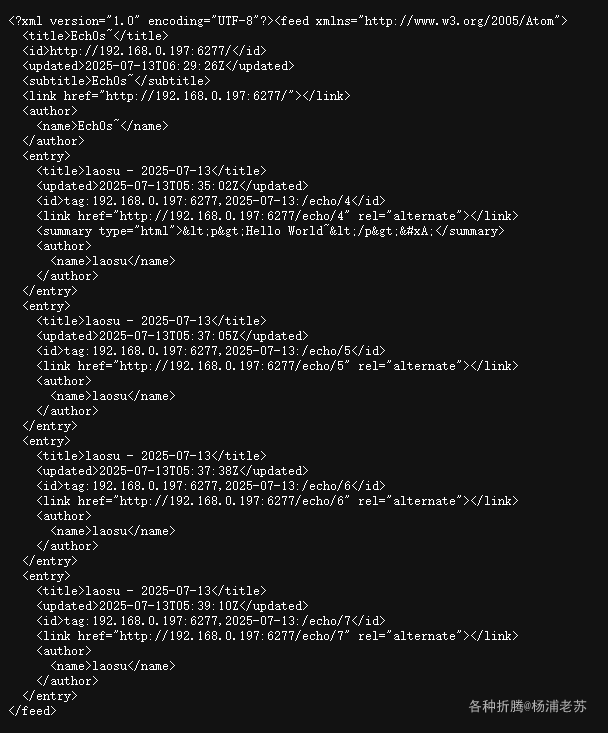 <?xml version="1.0" encoding="UTF-8"?><feed xmlns="http://www.w3.org/2005/Atom">
<title>Ech0s~</title>
<id>http://192.168.0.197:6277/</id>
<updated>2025-07-13T06:29:26Z</updated>
<subtitle>Ech0s~</subtitle>
<link href="http://192.168.0.197:6277/"></link>
<author>
<name>Ech0s~</name>
</author>
<entry>
<title>laosu - 2025-07-13</title>
<updated>2025-07-13T05:35:02Z</updated>
<id>tag:192.168.0.197:6277,2025-07-13:/echo/4</id>
<link href="http://192.168.0.197:6277/echo/4" rel="alternate"></link>
<summary type="html">&lt;p&gt;Hello World~&lt;/p&gt;&#xA;</summary>
<author>
<name>laosu</name>
</author>
</entry>
<entry>
<title>laosu - 2025-07-13</title>
<updated>2025-07-13T05:37:05Z</updated>
<id>tag:192.168.0.197:6277,2025-07-13:/echo/5</id>
<link href="http://192.168.0.197:6277/echo/5" rel="alternate"></link>
<author>
<name>laosu</name>
</author>
</entry>
<entry>
<title>laosu - 2025-07-13</title>
<updated>2025-07-13T05:37:38Z</updated>
<id>tag:192.168.0.197:6277,2025-07-13:/echo/6</id>
<link href="http://192.168.0.197:6277/echo/6" rel="alternate"></link>
<author>
<name>laosu</name>
</author>
</entry>
<entry>
<title>laosu - 2025-07-13</title>
<updated>2025-07-13T05:39:10Z</updated>
<id>tag:192.168.0.197:6277,2025-07-13:/echo/7</id>
<link href="http://192.168.0.197:6277/echo/7" rel="alternate"></link>
<author>
<name>laosu</name>
</author>
</entry>
</feed>
各种折腾@杨浦老苏